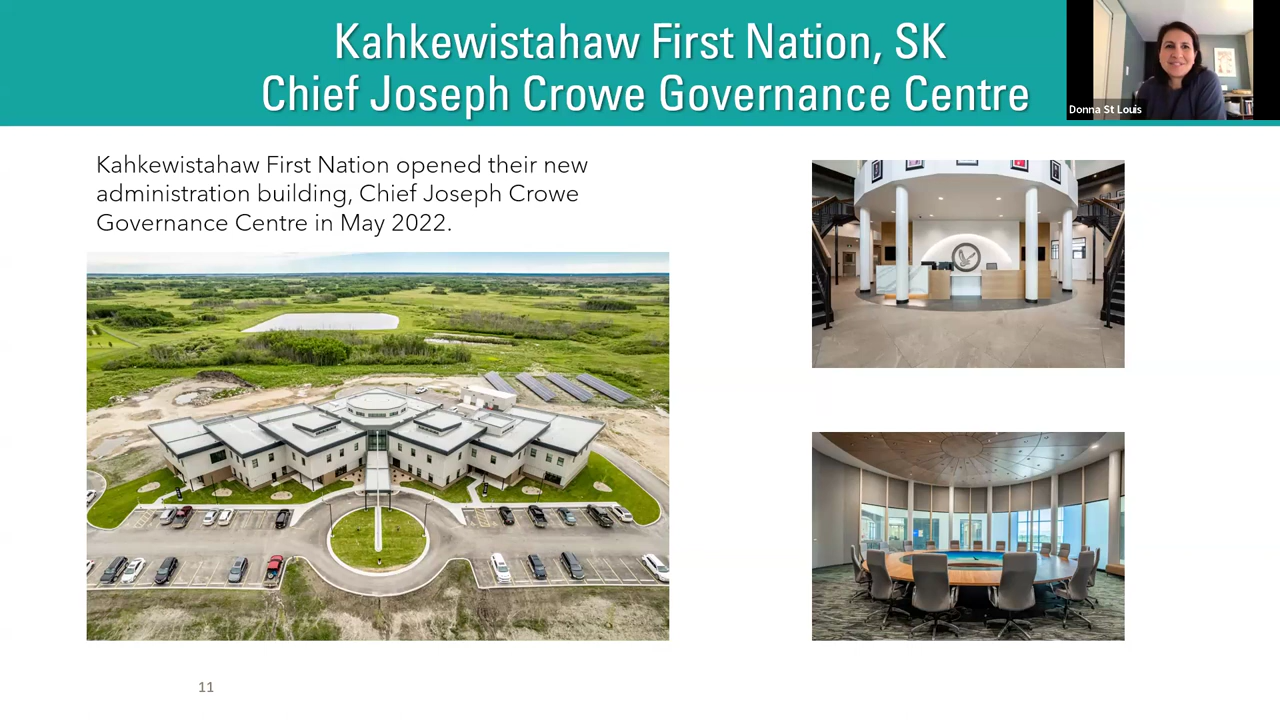 Kahkewistahaw First Nation, SK
Chief Joseph Crowe Governance Centre
Donna St Louis
Kahkewistahaw First Nation opened their new
administration building, Chief Joseph Crowe
Governance Centre in May 2022.
11